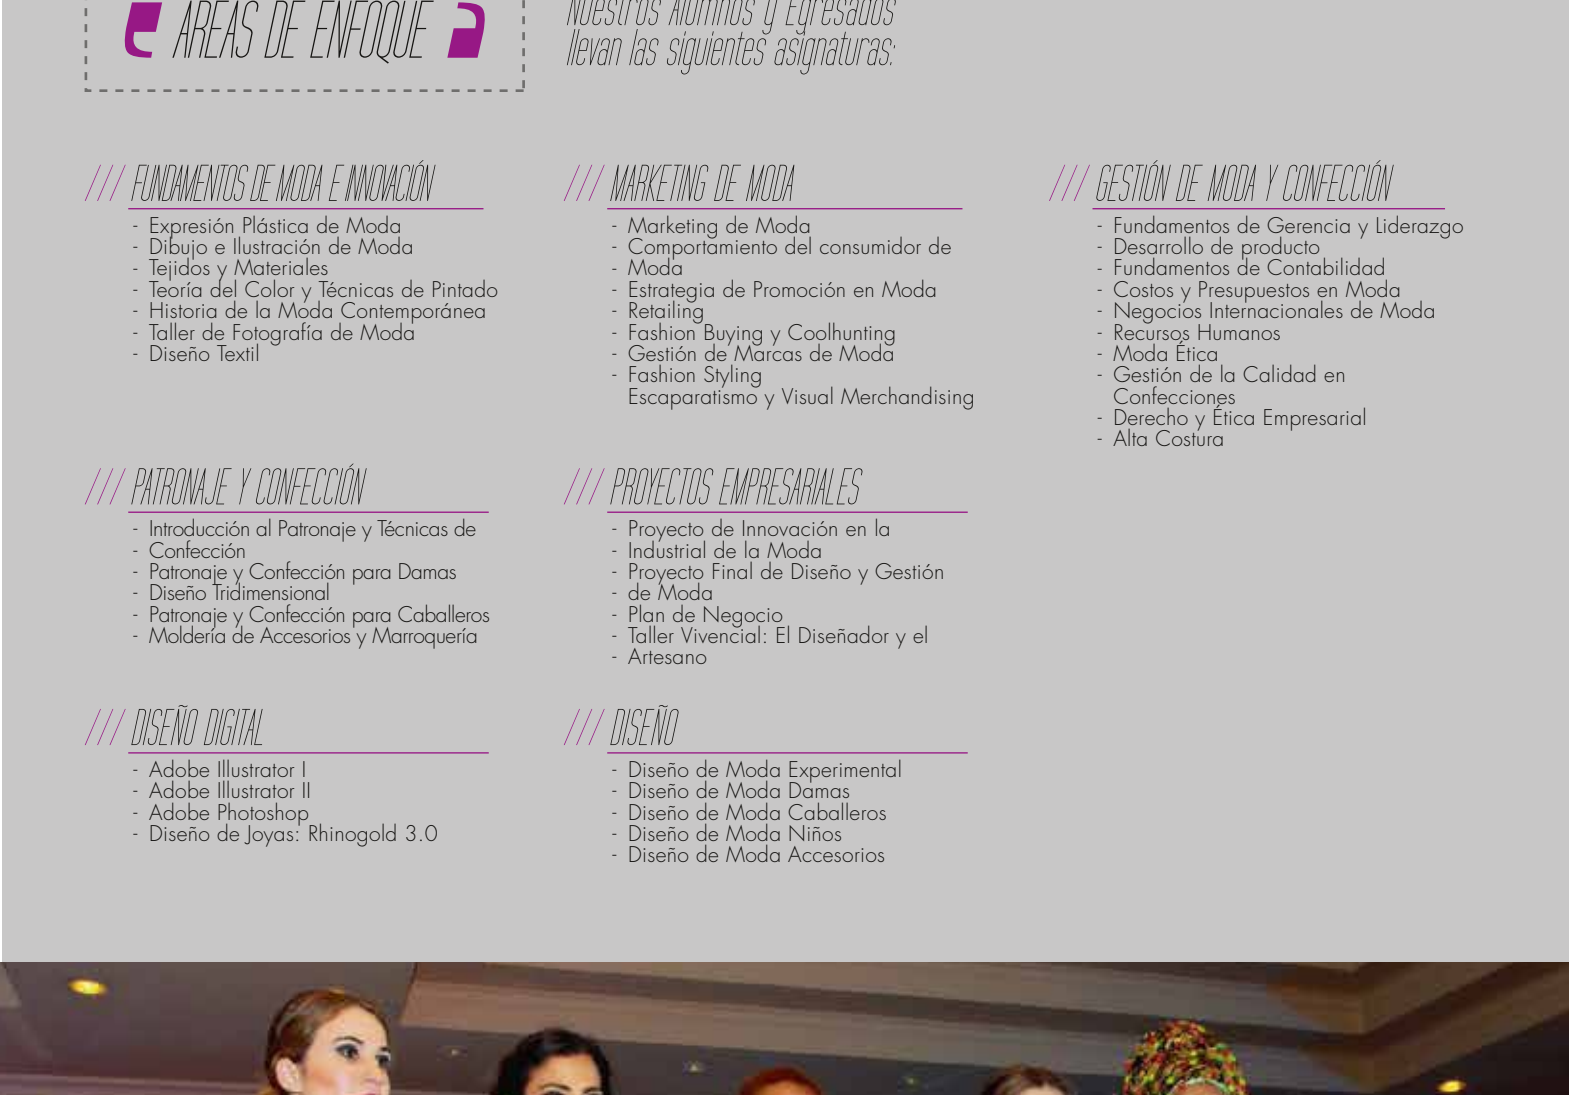 ÁREAS DE ENFOQUE
Nuestros Alumnos y Egresados
llevan las siguientes asignaturas:
/// FUNDAMENTOS DE MODA E INNOVACIÓN
- Expresión Plástica de Moda
- Dibujo e Ilustración de Moda
- Tejidos y Materiales
- Teoría del Color y Técnicas de Pintado
- Historia de la Moda Contemporánea
- Taller de Fotografía de Moda
- Diseño Textil
/// MARKETING DE MODA
- Marketing de Moda
- Comportamiento del consumidor de
- Moda
- Estrategia de Promoción en Moda
- Retailing
- Fashion Buying y Coolhunting
- Gestión de Marcas de Moda
- Fashion Styling
Escaparatismo y Visual Merchandising
/// GESTIÓN DE MODA Y CONFECCIÓN
- Fundamentos de Gerencia y Liderazgo
- Desarrollo de producto
- Fundamentos de Contabilidad
- Costos y Presupuestos en Moda
- Negocios Internacionales de Moda
- Recursos Humanos
- Moda Ética
- Gestión de la Calidad en
Confecciones
- Derecho y Ética Empresarial
- Alta Costura
/// PATRONAJE Y CONFECCIÓN
- Introducción al Patronaje y Técnicas de
- Confección
- Patronaje y Confección para Damas
- Diseño Tridimensional
- Patronaje y Confección para Caballeros
- Moldería de Accesorios y Marroquería
/// PROYECTOS EMPRESARIALES
- Proyecto de Innovación en la
- Industrial de la Moda
- Proyecto Final de Diseño y Gestión
- de Moda
- Plan de Negocio
- Taller Vivencial: El Diseñador y el
- Artesano
/// DISEÑO DIGITAL
- Adobe Illustrator I
- Adobe Illustrator II
- Adobe Photoshop
- Diseño de Joyas: Rhinogold 3.0
/// DISEÑO
- Diseño de Moda Experimental
- Diseño de Moda Damas
- Diseño de Moda Caballeros
- Diseño de Moda Niños
- Diseño de Moda Accesorios